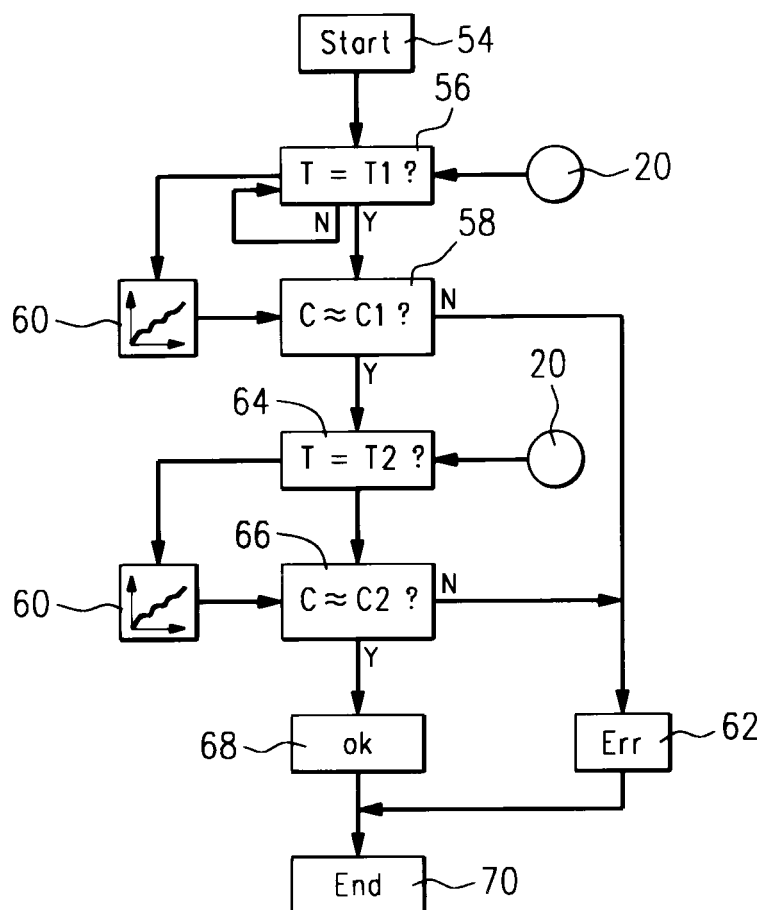 Start 54
56
T = T1 ? 20
N Y
58
60 C ≈ C1 ? N
Y
64 20
T = T2 ?
66
60 C ≈ C2 ? N
Y
68 ok Err 62
End 70